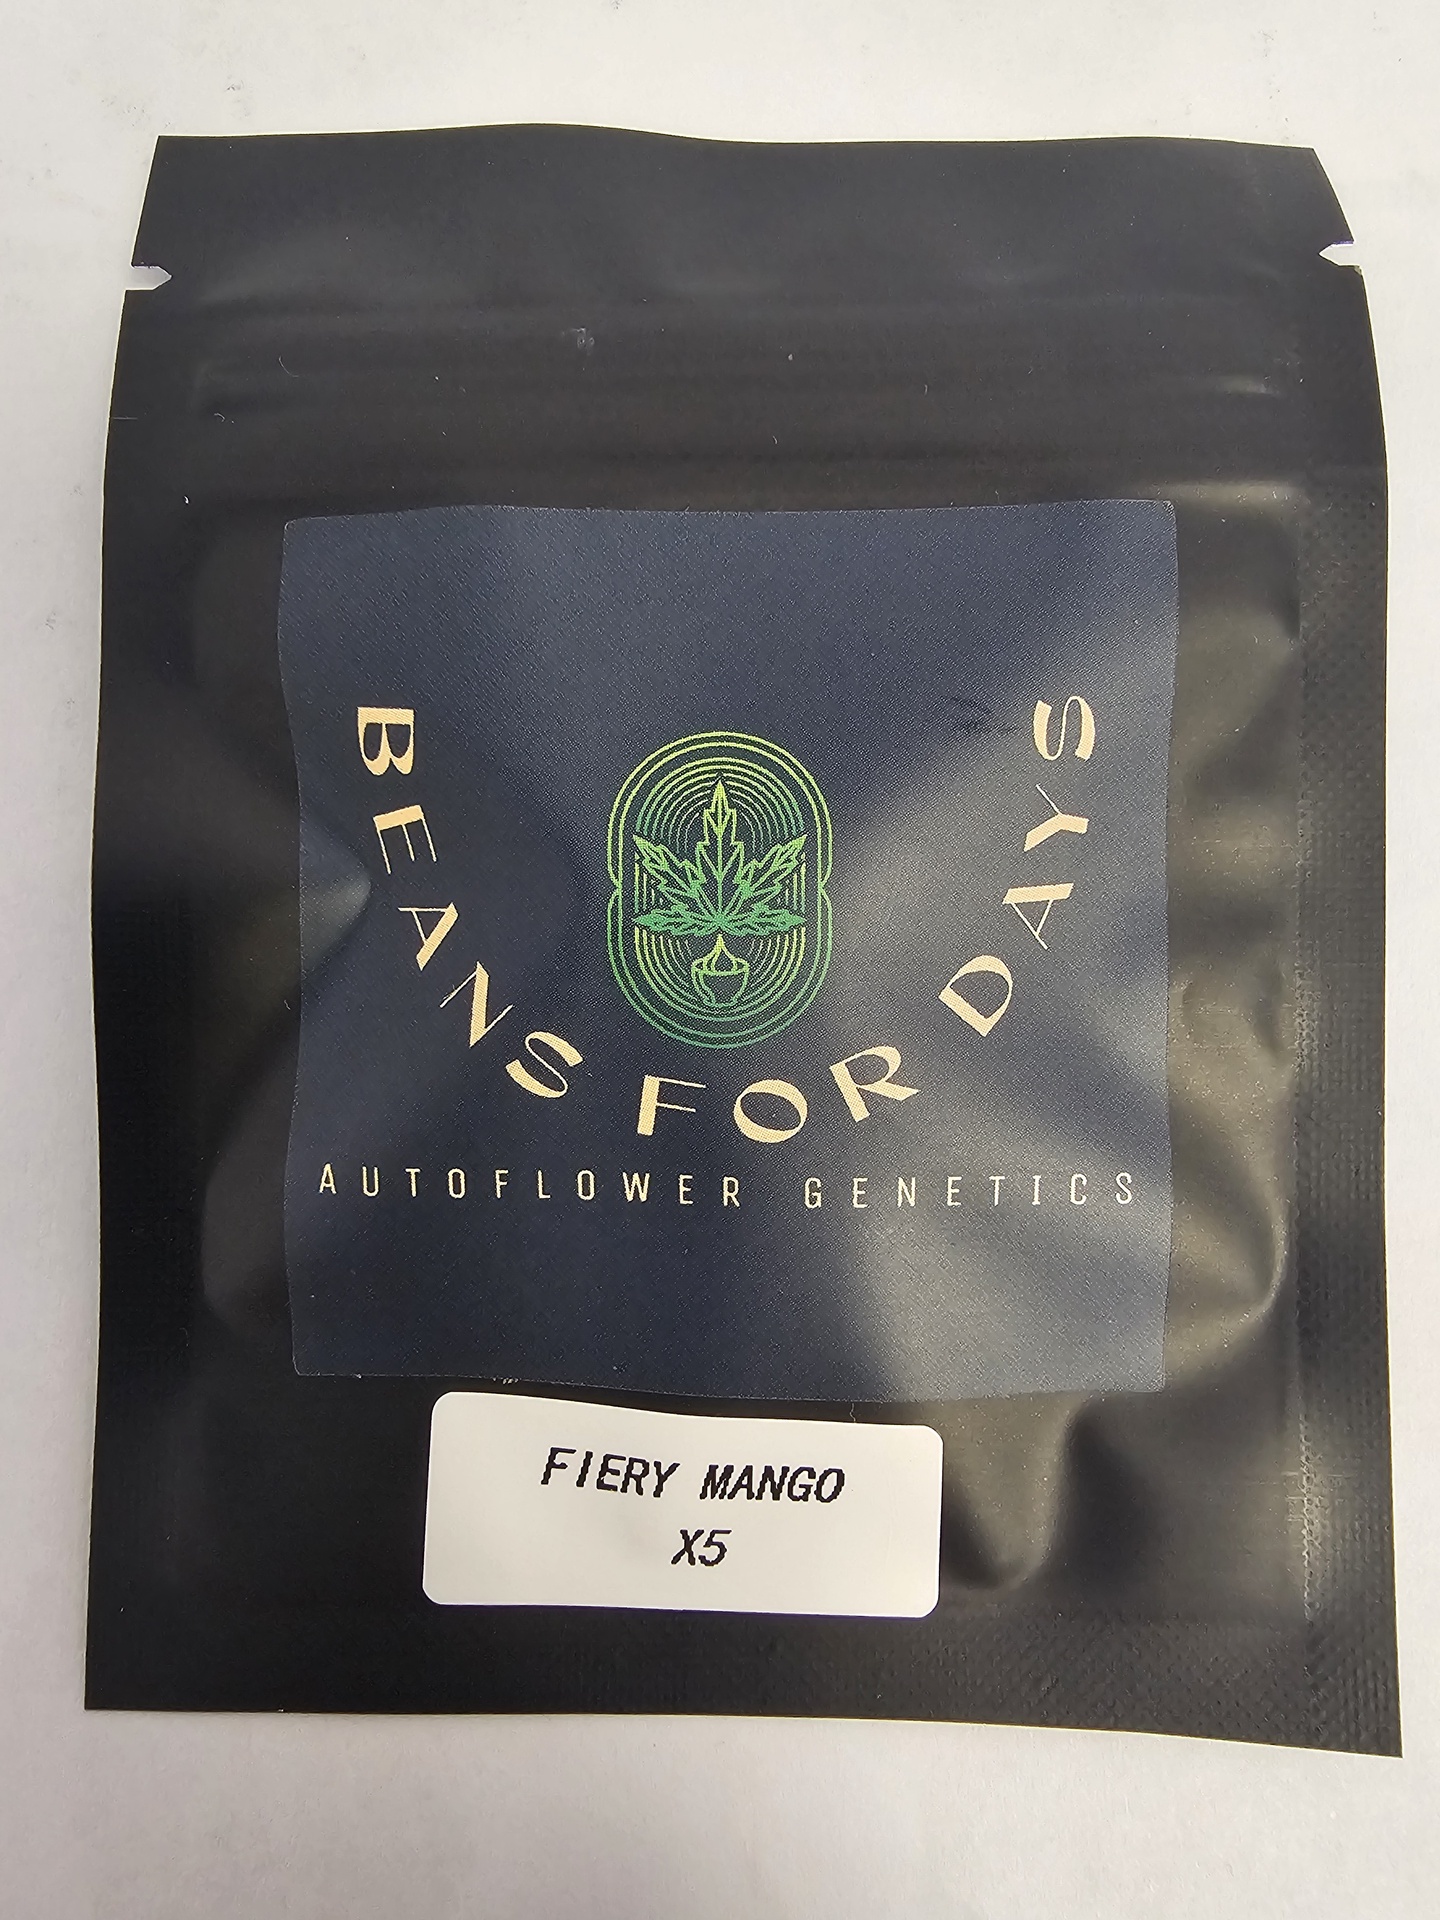 BEANS FOR DAYS
AUTOFLOWER GENETICS
FIERY MANGO
X5